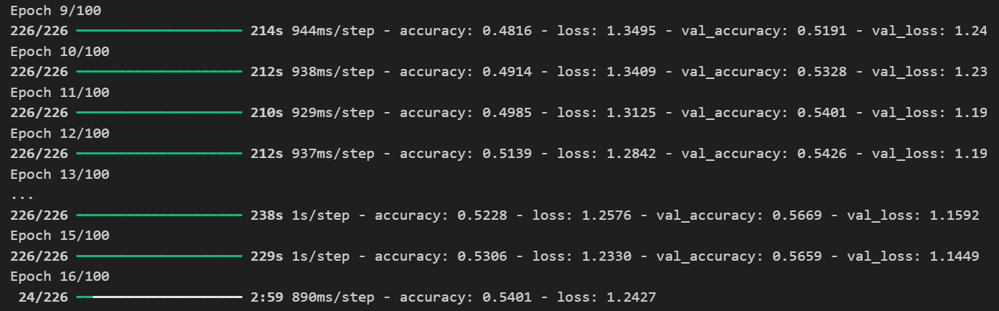 Epoch 9/100
226/226 ━━━━━━━━━━━━━━━━━━━━ 214s 944ms/step - accuracy: 0.4816 - loss: 1.3495 - val_accuracy: 0.5191 - val_loss: 1.24
Epoch 10/100
226/226 ━━━━━━━━━━━━━━━━━━━━ 212s 938ms/step - accuracy: 0.4914 - loss: 1.3409 - val_accuracy: 0.5328 - val_loss: 1.23
Epoch 11/100
226/226 ━━━━━━━━━━━━━━━━━━━━ 210s 929ms/step - accuracy: 0.4985 - loss: 1.3125 - val_accuracy: 0.5401 - val_loss: 1.19
Epoch 12/100
226/226 ━━━━━━━━━━━━━━━━━━━━ 212s 937ms/step - accuracy: 0.5139 - loss: 1.2842 - val_accuracy: 0.5426 - val_loss: 1.19
Epoch 13/100
...
226/226 ━━━━━━━━━━━━━━━━━━━━ 238s 1s/step - accuracy: 0.5228 - loss: 1.2576 - val_accuracy: 0.5669 - val_loss: 1.1592
Epoch 15/100
226/226 ━━━━━━━━━━━━━━━━━━━━ 229s 1s/step - accuracy: 0.5306 - loss: 1.2330 - val_accuracy: 0.5659 - val_loss: 1.1449
Epoch 16/100
24/226 ━━━━━━━━━━━━━━━━━━━━ 2:59 890ms/step - accuracy: 0.5401 - loss: 1.2427